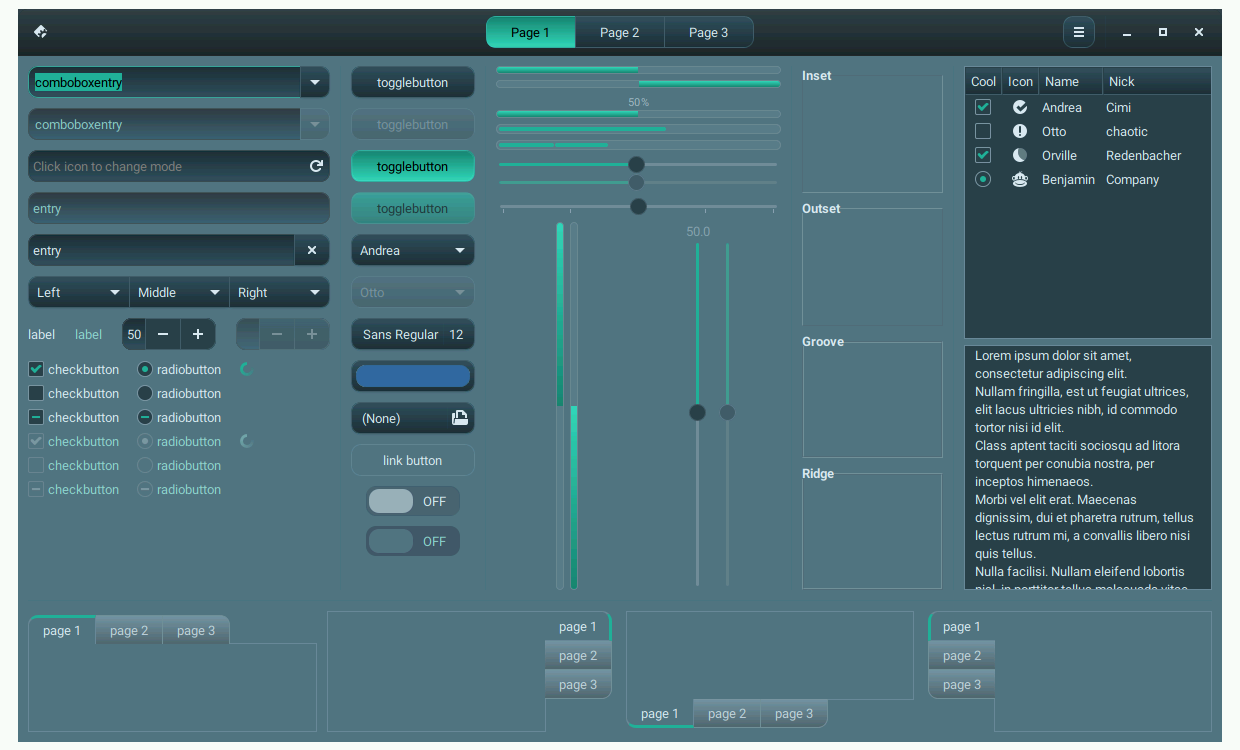 Page 1
Page 2
Page 3
comboboxentry
comboboxentry
Click icon to change mode
entry
entry
Left
Middle
Right
label
label
50
checkbutton
radiobutton
checkbutton
radiobutton
checkbutton
radiobutton
checkbutton
radiobutton
checkbutton
radiobutton
checkbutton
radiobutton
togglebutton
togglebutton
togglebutton
togglebutton
Andrea
Otto
Sans Regular 12
(None)
link button
OFF
OFF
50%
50.0
Inset
Outset
Groove
Ridge
Cool Icon Name Nick
Andrea Cimi
Otto chaotic
Orville Redenbacher
Benjamin Company
Lorem ipsum dolor sit amet,
consectetur adipiscing elit.
Nullam fringilla, est ut feugiat ultrices,
elit lacus ultricies nibh, id commodo
tortor nisi id elit.
Class aptent taciti sociosqu ad litora
torquent per conubia nostra, per
inceptos himenaeos.
Morbi vel elit erat. Maecenas
dignissim, dui et pharetra rutrum, tellus
lectus rutrum mi, a convallis libero nisi
quis tellus.
Nulla facilisi. Nullam eleifend lobortis
page 1
page 2
page 3
page 1
page 2
page 3
page 1
page 2
page 3
page 1
page 2
page 3